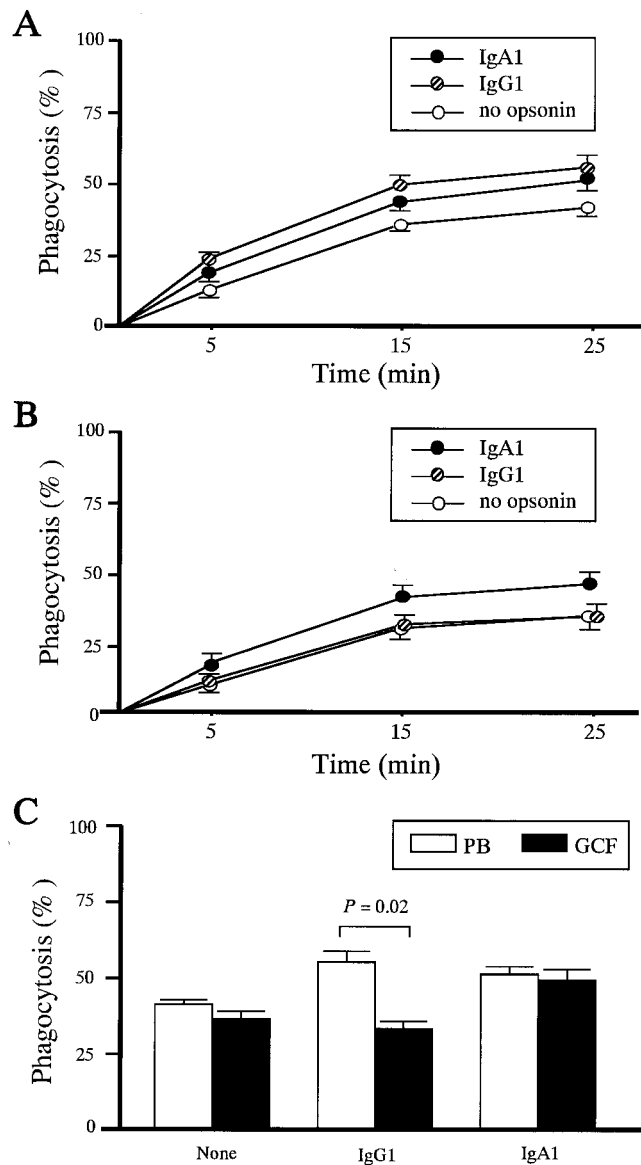 A
100
75
50
25
0
Phagocytosis (%)
IgA1
IgG1
no opsonin
5 15 25
Time (min)
B
100
75
50
25
0
Phagocytosis (%)
IgA1
IgG1
no opsonin
5 15 25
Time (min)
C
100
75
50
25
0
Phagocytosis (%)
PB GCF
P = 0.02
None IgG1 IgA1